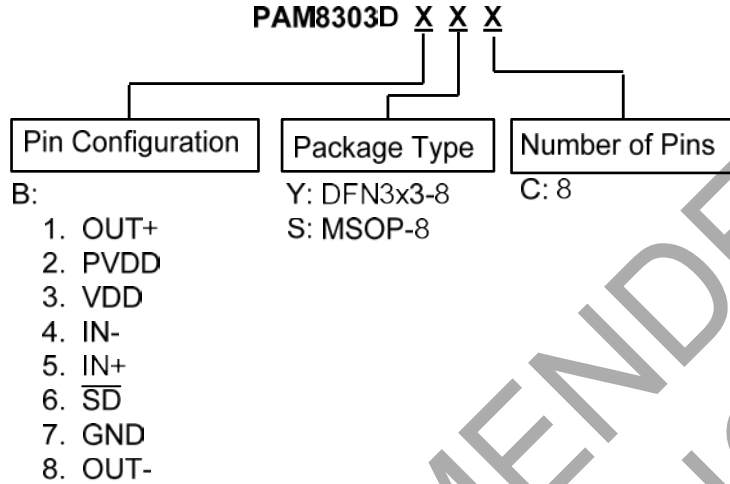 PAM8303D X X X
Pin Configuration
Package Type
Number of Pins
B:
1. OUT+
2. PVDD
3. VDD
4. IN-
5. IN+
6. S̅D̅
7. GND
8. OUT-
Y: DFN3x3-8
S: MSOP-8
C: 8